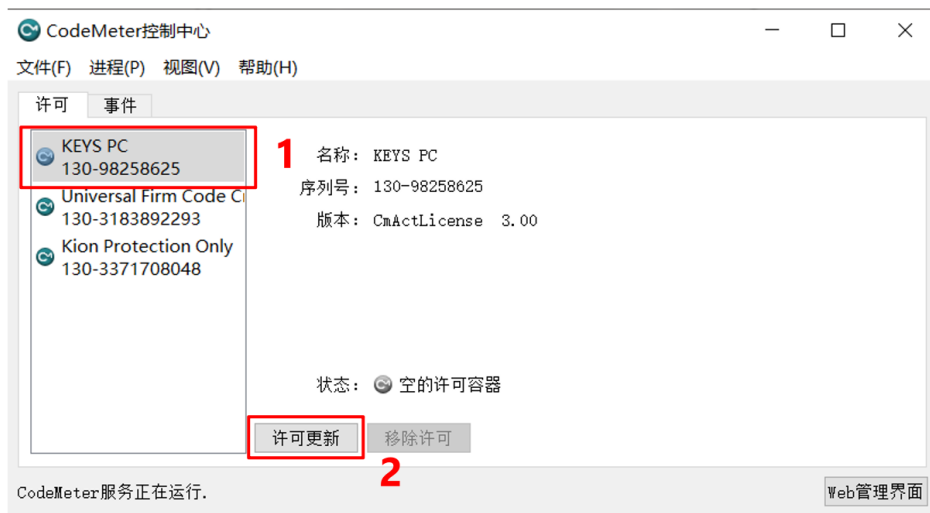 CodeMeter控制中心
文件(F) 进程(P) 视图(V) 帮助(H)
许可 事件
KEYS PC
130-98258625
1
Universal Firm Code
130-3183892293
Kion Protection Only
130-3371708048
名称: KEYS PC
序列号: 130-98258625
版本: CmActLicense 3.00
状态: 空的许可容器
许可更新 移除许可
2
CodeMeter服务正在运行.
Web管理界面